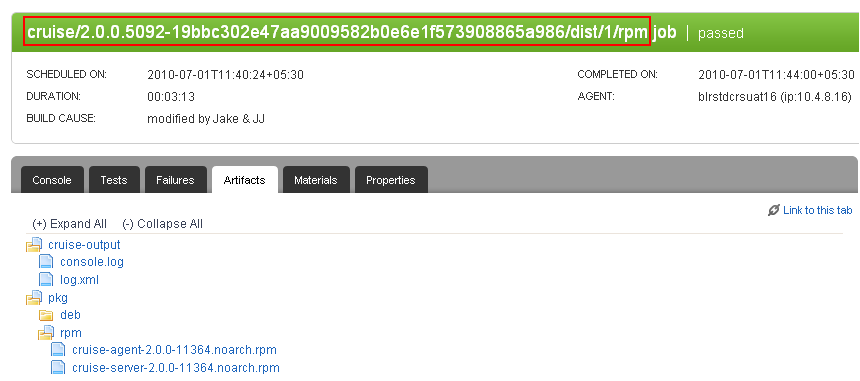 cruise/2.0.0.5092-19bbc302e47aa9009582b0e6e1f573908865a986/dist/1/rpm job | passed
SCHEDULED ON: 2010-07-01T11:40:24+05:30 COMPLETED ON: 2010-07-01T11:44:00+05:30
DURATION: 00:03:13 AGENT: blrstdcrsuat16 (ip:10.4.8.16)
BUILD CAUSE: modified by Jake & JJ
Console Tests Failures Artifacts Materials Properties
Link to this tab
(+) Expand All (-) Collapse All
cruise-output
console.log
log.xml
pkg
deb
rpm
cruise-agent-2.0.0-11364.noarch.rpm
cruise-server-2.0.0-11364.noarch.rpm